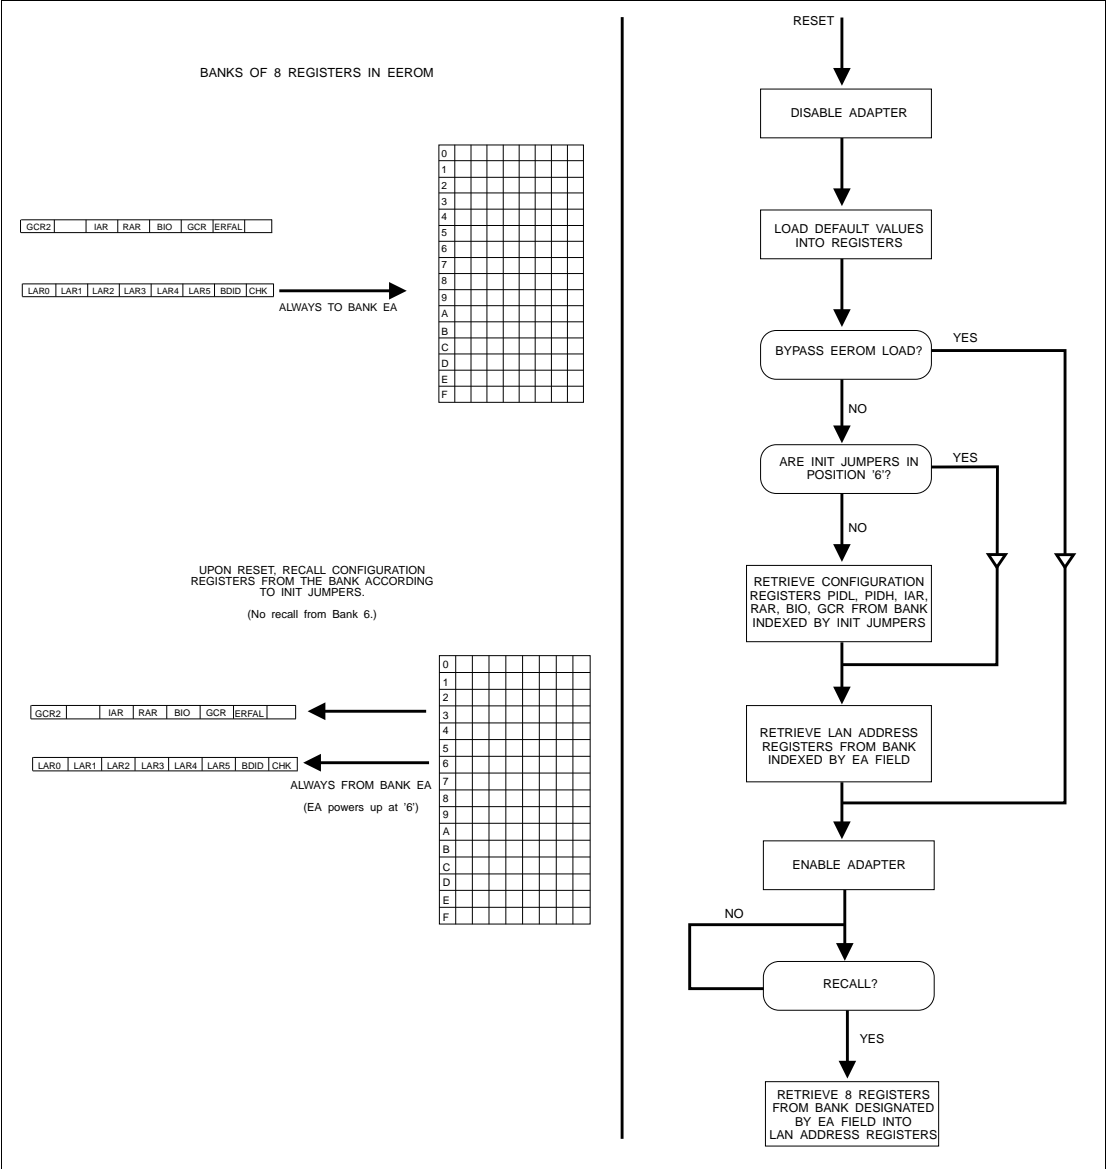 BANKS OF 8 REGISTERS IN EEROM
0
1
2
3
4
5
6
7
8
9
A
B
C
D
E
F
GCR2 IAR RAR BIO GCR ERFAL
LAR0 LAR1 LAR2 LAR3 LAR4 LAR5 BDID CHK
ALWAYS TO BANK EA
UPON RESET, RECALL CONFIGURATION
REGISTERS FROM THE BANK ACCORDING
TO INIT JUMPERS.
(No recall from Bank 6.)
0
1
2
3
4
5
6
7
8
9
A
B
C
D
E
F
GCR2 IAR RAR BIO GCR ERFAL
LAR0 LAR1 LAR2 LAR3 LAR4 LAR5 BDID CHK
ALWAYS FROM BANK EA
(EA powers up at '6')
RESET
DISABLE ADAPTER
LOAD DEFAULT VALUES
INTO REGISTERS
BYPASS EEROM LOAD?
YES
NO
ARE INIT JUMPERS IN
POSITION '6'?
YES
NO
RETRIEVE CONFIGURATION
REGISTERS PIDL, PIDH, IAR,
RAR, BIO, GCR FROM BANK
INDEXED BY INIT JUMPERS
RETRIEVE LAN ADDRESS
REGISTERS FROM BANK
INDEXED BY EA FIELD
ENABLE ADAPTER
NO
RECALL?
YES
RETRIEVE 8 REGISTERS
FROM BANK DESIGNATED
BY EA FIELD INTO
LAN ADDRESS REGISTERS